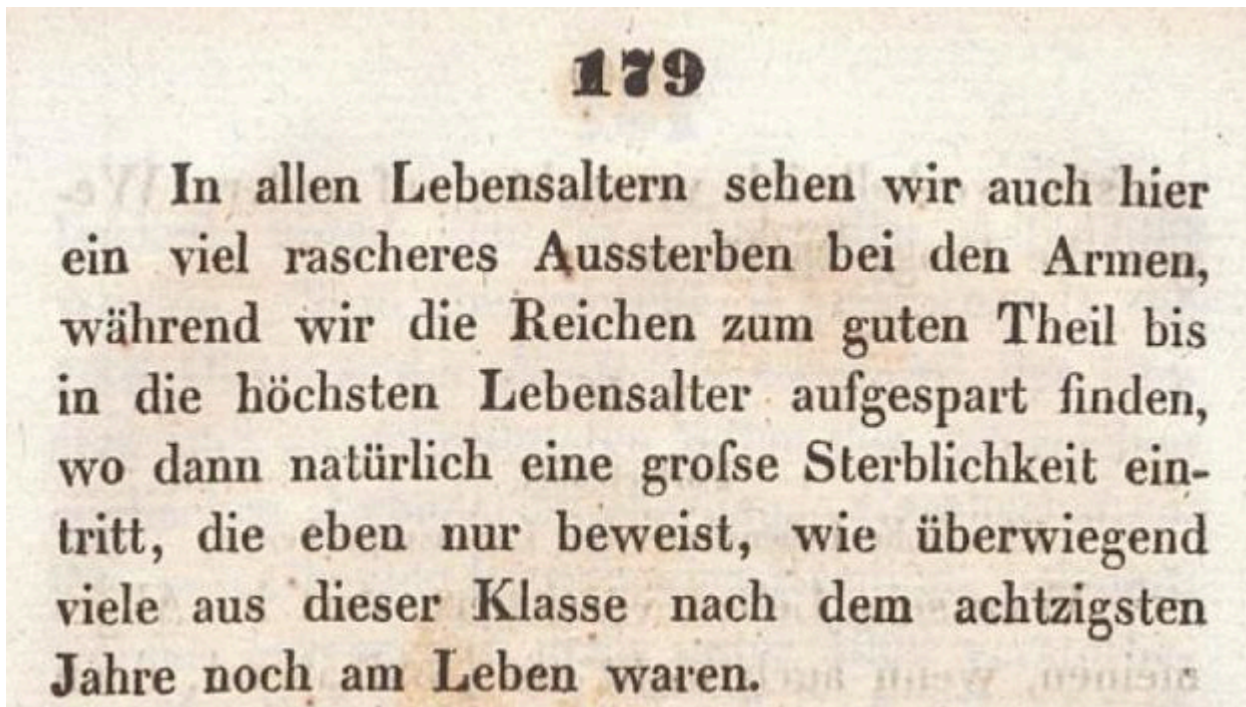 179
In allen Lebensaltern sehen wir auch hier
ein viel rascheres Aussterben bei den Armen,
während wir die Reichen zum guten Theil bis
in die höchsten Lebensalter aufgespart finden,
wo dann natürlich eine groſse Sterblichkeit ein-
tritt, die eben nur beweist, wie überwiegend
viele aus dieser Klasse nach dem achtzigsten
Jahre noch am Leben waren.